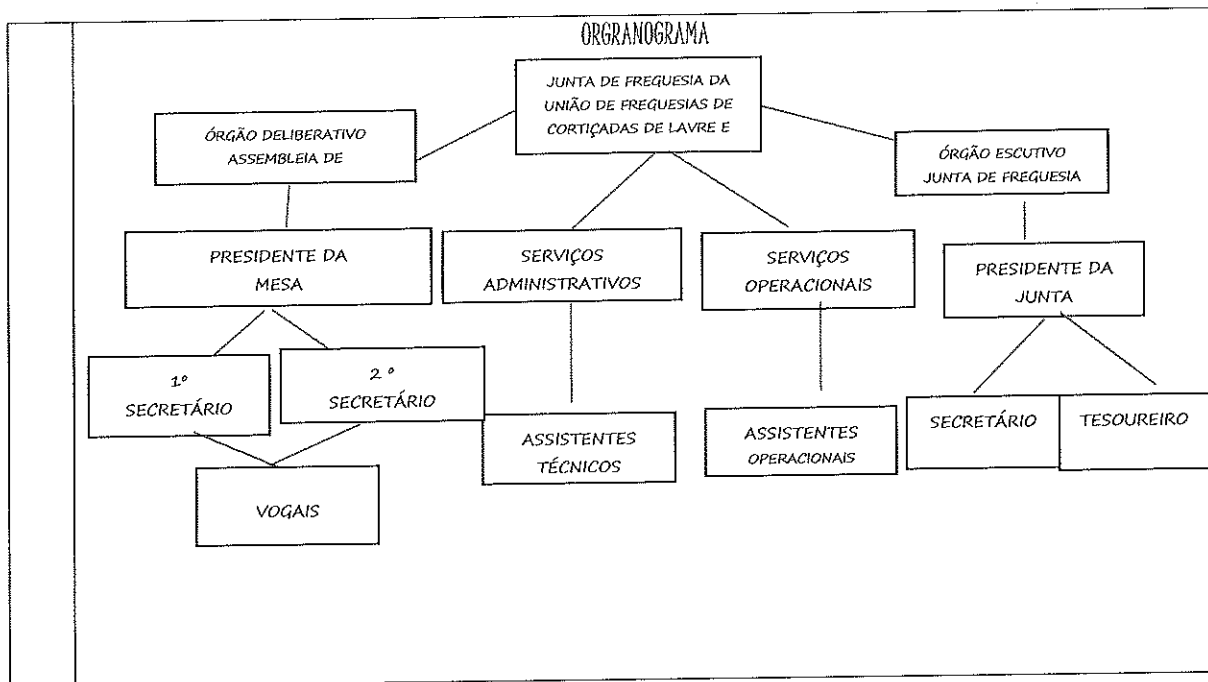 ORGRANOGRAMA
JUNTA DE FREGUESIA DA
UNIÃO DE FREGUESIAS DE
CORTIÇADAS DE LAVRE E
ÓRGÃO DELIBERATIVO
ASSEMBLEIA DE
ÓRGÃO ESCUTIVO
JUNTA DE FREGUESIA
PRESIDENTE DA
MESA
SERVIÇOS
ADMINISTRATIVOS
SERVIÇOS
OPERACIONAIS
PRESIDENTE DA
JUNTA
1º
SECRETÁRIO
2 º
SECRETÁRIO
ASSISTENTES
TÉCNICOS
ASSISTENTES
OPERACIONAIS
SECRETÁRIO
TESOUREIRO
VOGAIS